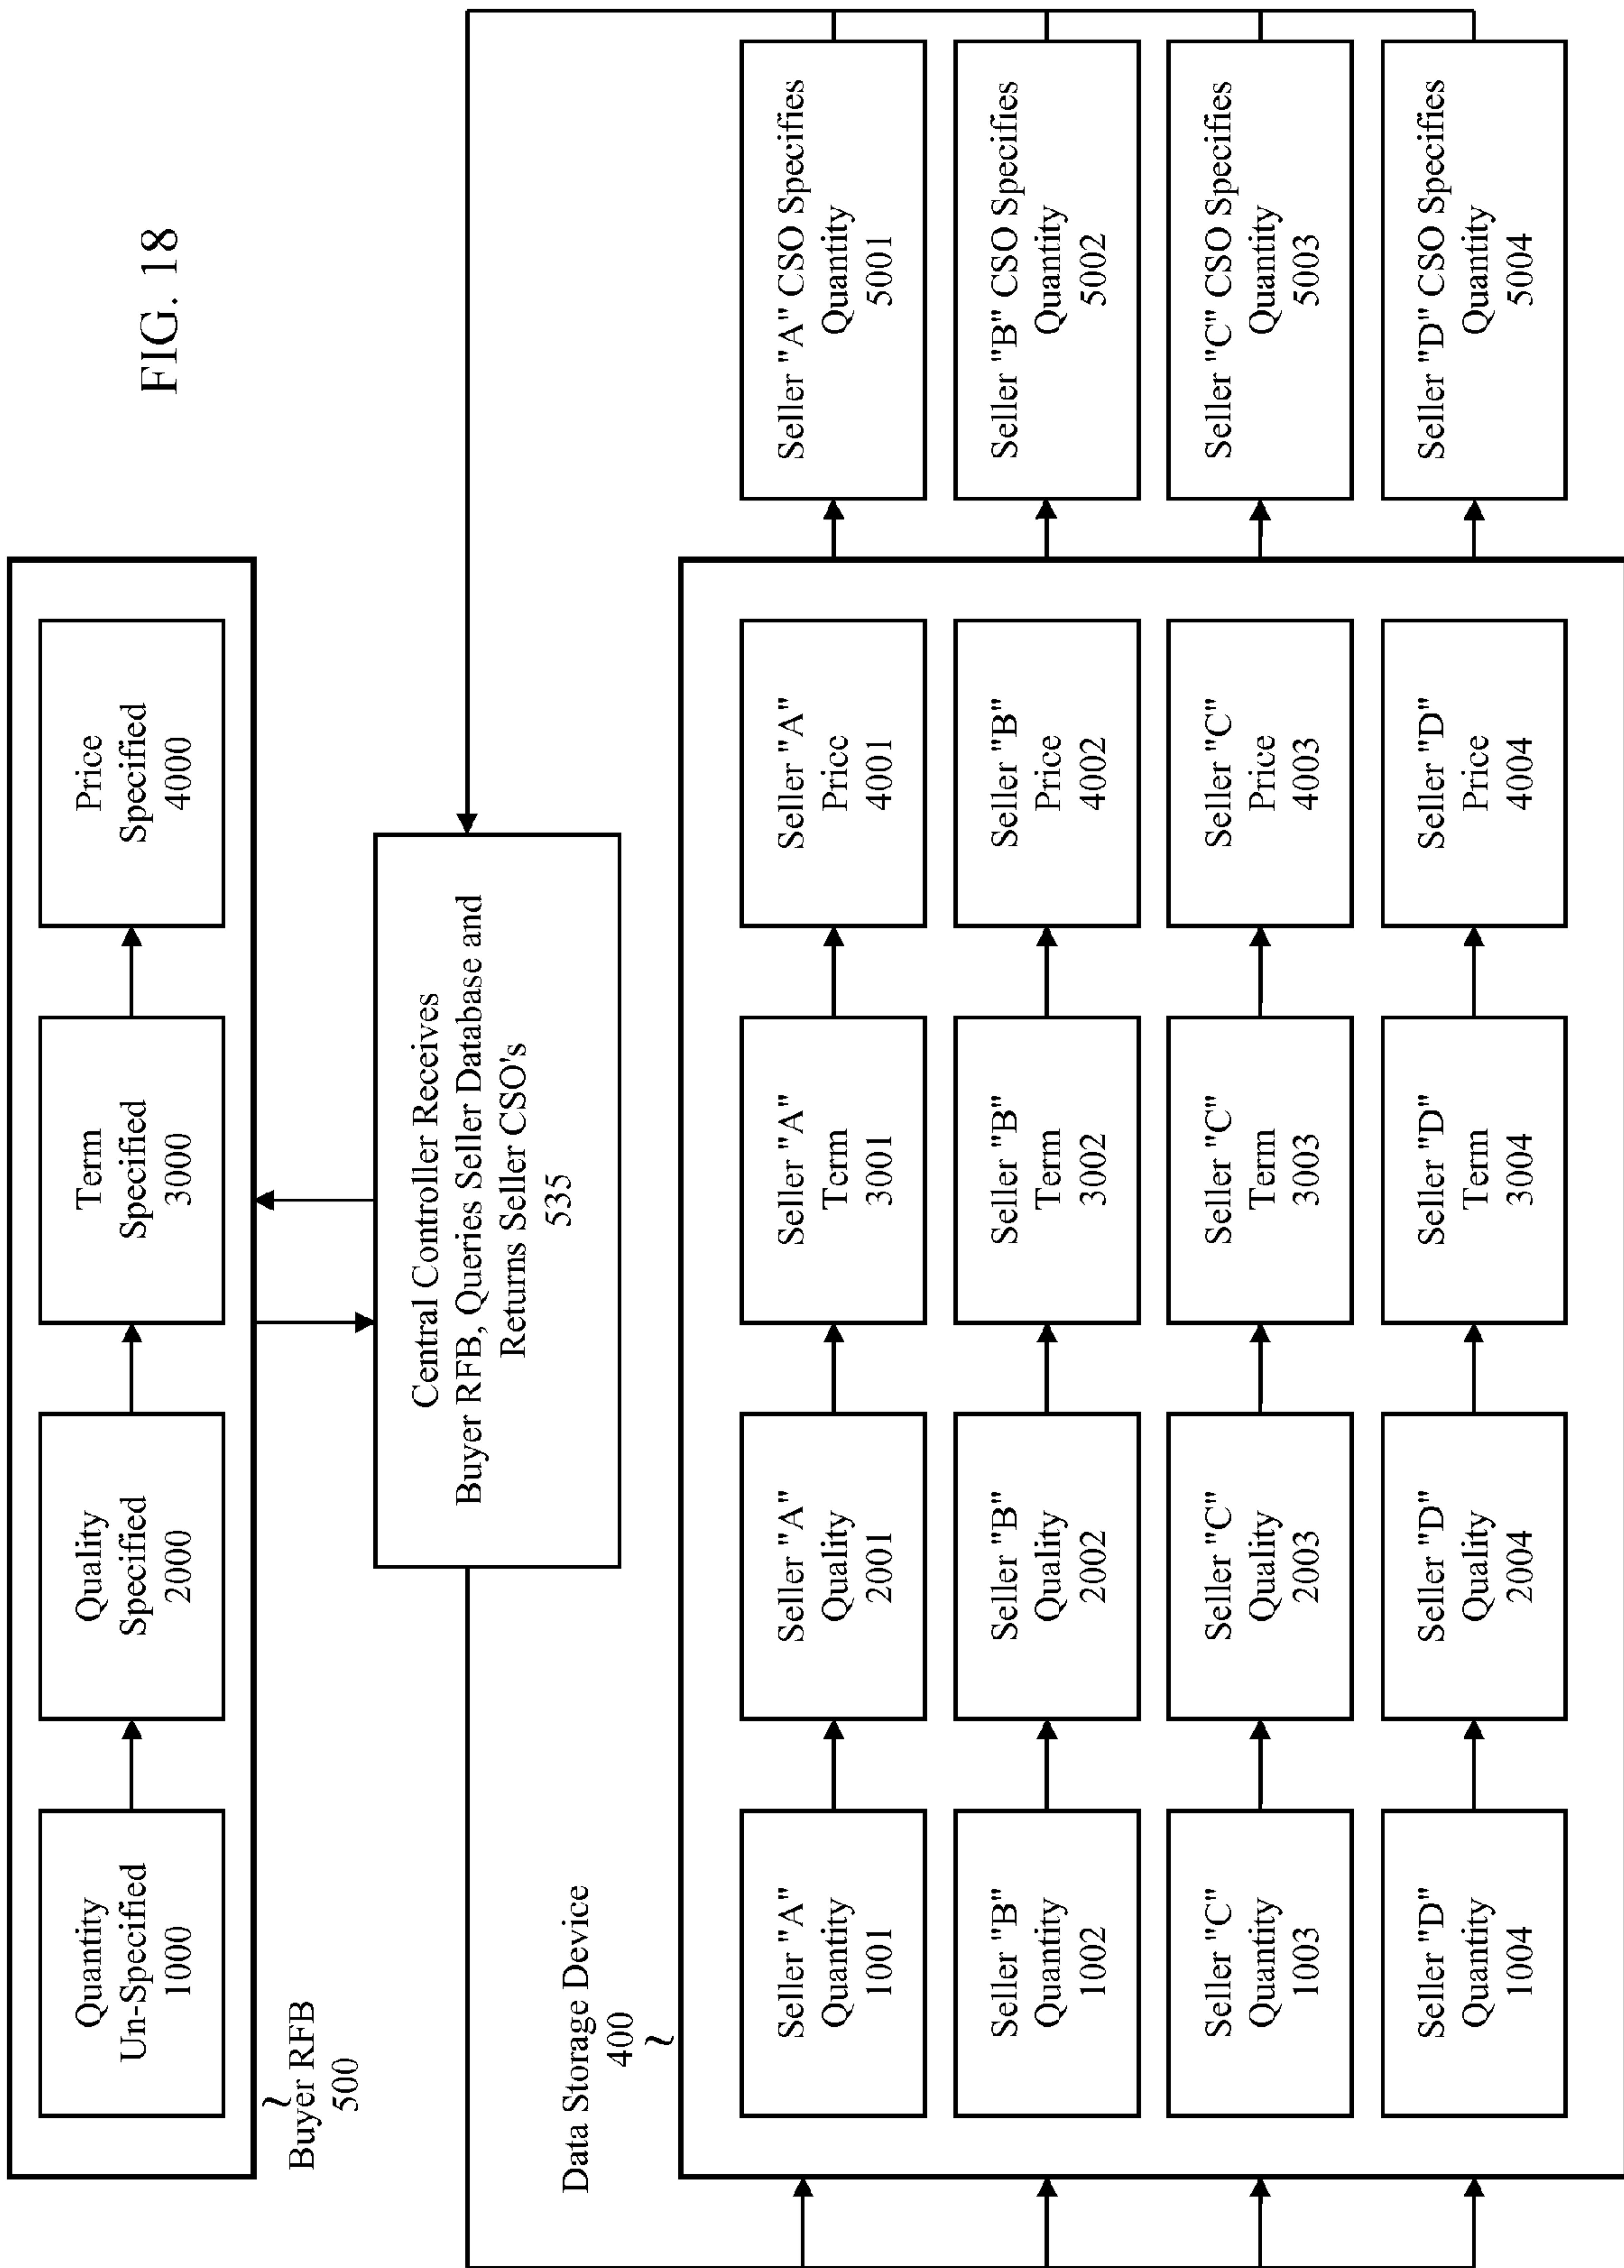 FIG. 18
Quantity
Un-Specified
1000
Quality
Specified
2000
Term
Specified
3000
Price
Specified
4000
Buyer RFB
500
Central Controller Receives
Buyer RFB, Queries Seller Database and
Returns Seller CSO's
535
Data Storage Device
400
Seller "A"
Quantity
1001
Seller "A"
Quality
2001
Seller "A"
Term
3001
Seller "A"
Price
4001
Seller "A" CSO Specifies
Quantity
5001
Seller "B"
Quantity
1002
Seller "B"
Quality
2002
Seller "B"
Term
3002
Seller "B"
Price
4002
Seller "B" CSO Specifies
Quantity
5002
Seller "C"
Quantity
1003
Seller "C"
Quality
2003
Seller "C"
Term
3003
Seller "C"
Price
4003
Seller "C" CSO Specifies
Quantity
5003
Seller "D"
Quantity
1004
Seller "D"
Quality
2004
Seller "D"
Term
3004
Seller "D"
Price
4004
Seller "D" CSO Specifies
Quantity
5004